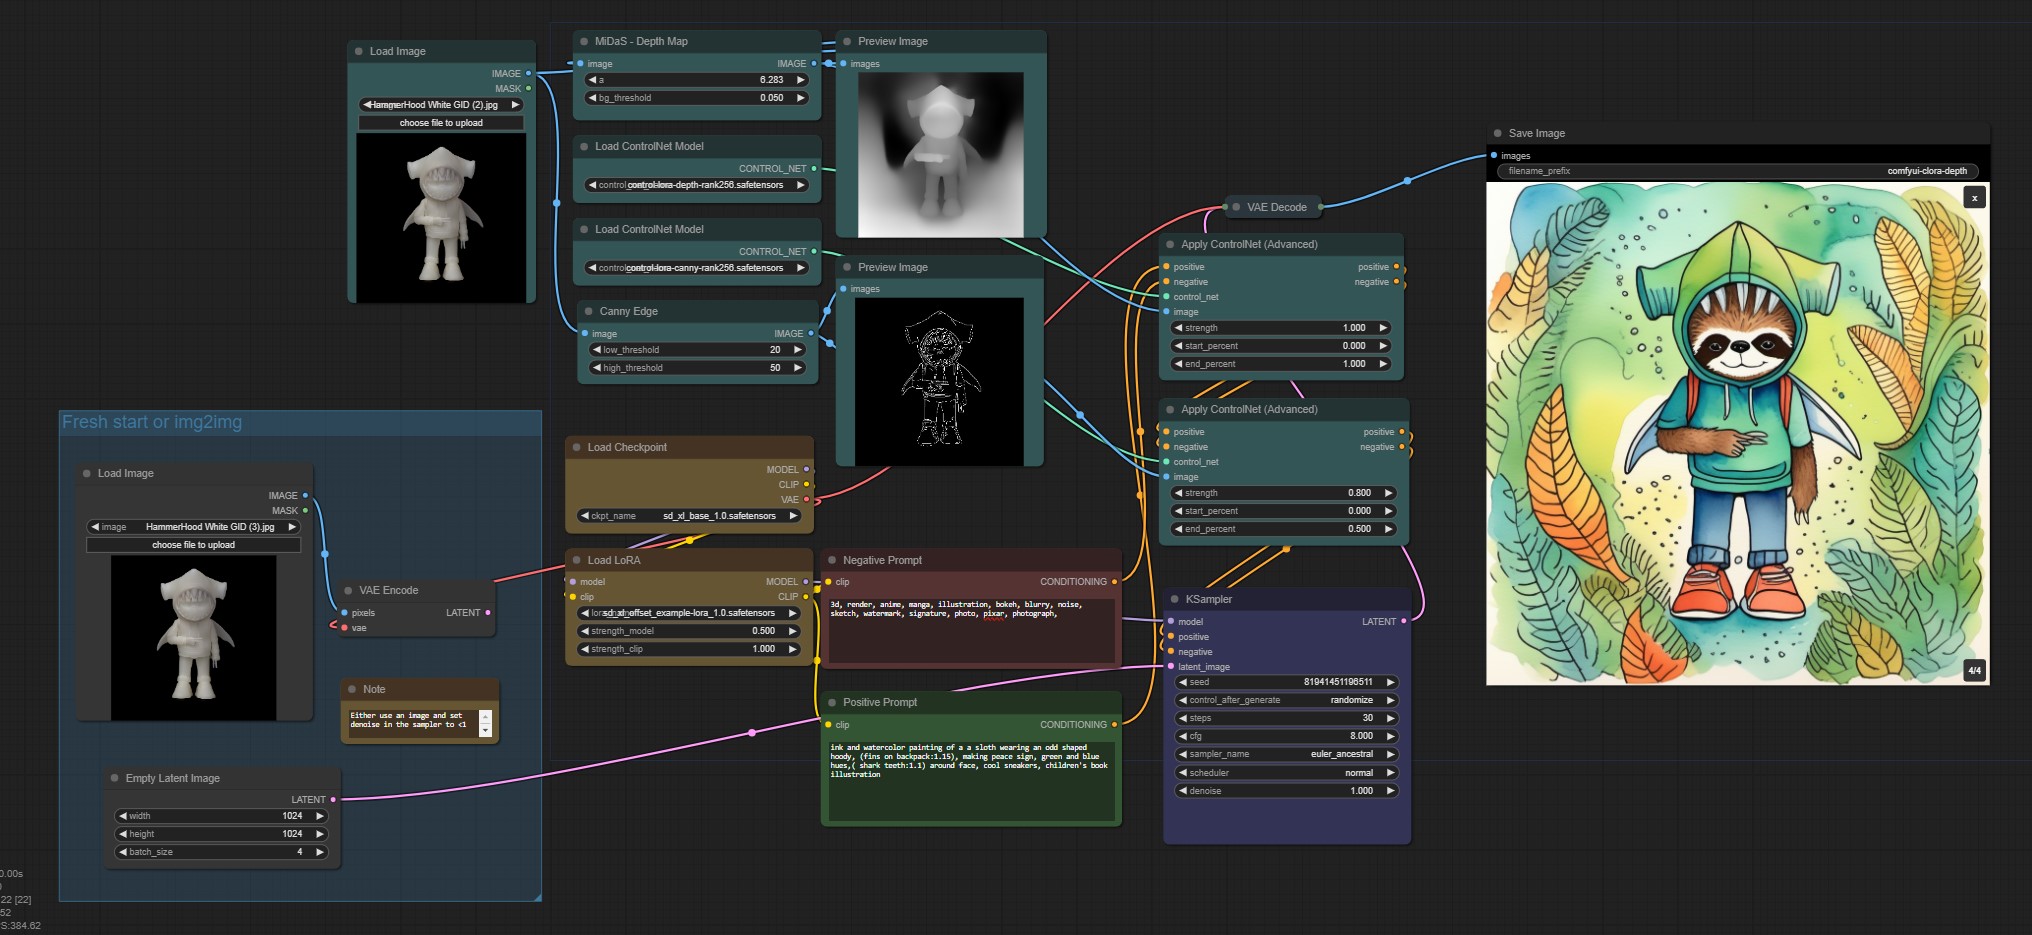 Load Image
IMAGE
MASK
HammerHood White GID (2).jpg
choose file to upload
MiDaS - Depth Map
image IMAGE
a 6.283
bg_threshold 0.050
Load ControlNet Model
CONTROL_NET
control-lora-depth-rank256.safetensors
Load ControlNet Model
CONTROL_NET
control-lora-canny-rank256.safetensors
Canny Edge
image IMAGE
low_threshold 20
high_threshold 50
Preview Image
images
Preview Image
images
VAE Decode
Apply ControlNet (Advanced)
positive positive
negative negative
control_net
image
strength 1.000
start_percent 0.000
end_percent 1.000
Apply ControlNet (Advanced)
positive positive
negative negative
control_net
image
strength 0.800
start_percent 0.000
end_percent 0.500
Save Image
images
filename_prefix comfyui-clora-depth
x
4/4
Fresh start or img2img
Load Image
IMAGE
MASK
image HammerHood White GID (3).jpg
choose file to upload
VAE Encode
pixels LATENT
vae
Note
Either use an image and set
denoise in the sampler to <1
Empty Latent Image
LATENT
width 1024
height 1024
batch_size 4
Load Checkpoint
MODEL
CLIP
VAE
ckpt_name sd_xl_base_1.0.safetensors
Load LoRA
model MODEL
clip CLIP
sd_xl_offset_example-lora_1.0.safetensors
strength_model 0.500
strength_clip 1.000
Negative Prompt
clip CONDITIONING
3d, render, anime, manga, illustration, bokeh, blurry, noise,
sketch, watermark, signature, photo, pixar, photograph,
Positive Prompt
clip CONDITIONING
ink and watercolor painting of a a sloth wearing an odd shaped
hoody, (fins on backpack:1.15), making peace sign, green and blue
hues,( shark teeth:1.1) around face, cool sneakers, children's book
illustration
KSampler
model LATENT
positive
negative
latent_image
seed 81941451196511
control_after_generate randomize
steps 30
cfg 8.000
sampler_name euler_ancestral
scheduler normal
denoise 1.000
0.00s
22 [22]
52
S:384.62